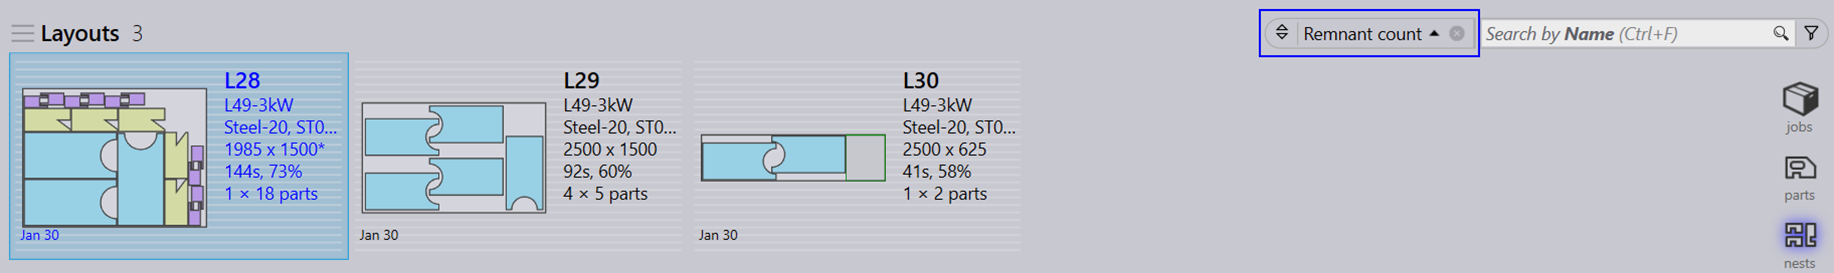 Layouts 3
Remnant count
Search by Name (Ctrl+F)
L28
L49-3kW
Steel-20, ST0...
1985 x 1500*
144s, 73%
1 × 18 parts
Jan 30
L29
L49-3kW
Steel-20, ST0...
2500 x 1500
92s, 60%
4 × 5 parts
Jan 30
L30
L49-3kW
Steel-20, ST0...
2500 x 625
41s, 58%
1 × 2 parts
Jan 30
jobs
parts
nests